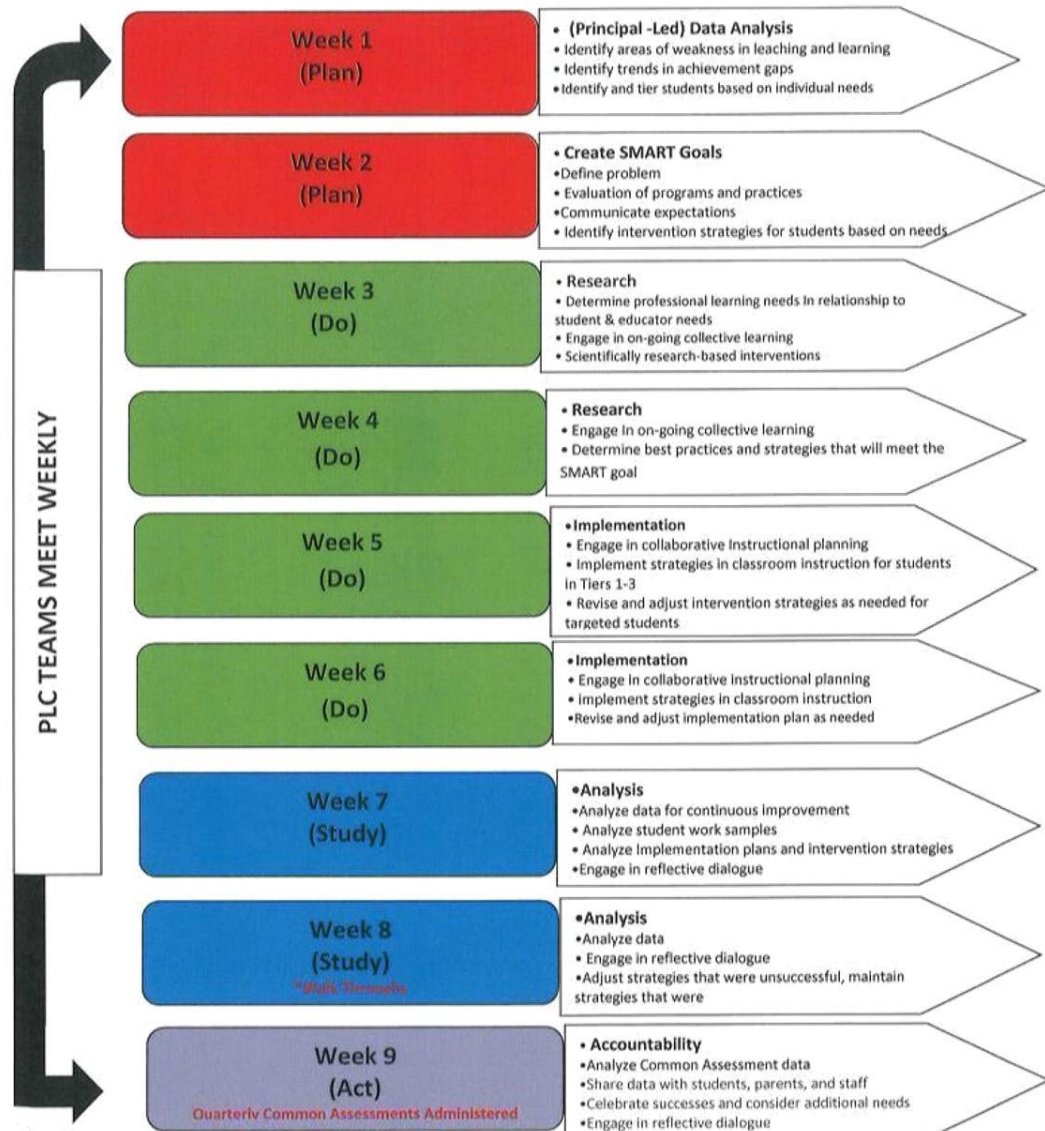 PLC TEAMS MEET WEEKLY
Week 1
(Plan)
• (Principal -Led) Data Analysis
• Identify areas of weakness in leaching and learning
• Identify trends in achievement gaps
•Identify and tier students based on individual needs
Week 2
(Plan)
• Create SMART Goals
•Define problem
• Evaluation of programs and practices
•Communicate expectations
• Identify intervention strategies for students based on needs
Week 3
(Do)
• Research
• Determine professional learning needs In relationship to
student & educator needs
• Engage in on-going collective learning
• Scientifically research-based interventions
Week 4
(Do)
• Research
• Engage In on-going collective learning
• Determine best practices and strategies that will meet the
SMART goal
Week 5
(Do)
•Implementation
• Engage in collaborative Instructional planning
• Implement strategies in classroom instruction for students
in Tiers 1-3
• Revise and adjust intervention strategies as needed for
targeted students
Week 6
(Do)
•Implementation
• Engage In collaborative Instructional planning
• Implement strategies in classroom instruction
•Revise and adjust implementation plan as needed
Week 7
(Study)
•Analysis
•Analyze data for continuous improvement
• Analyze student work samples
• Analyze Implementation plans and intervention strategies
•Engage in reflective dialogue
Week 8
(Study)
*Walk Throughs
•Analysis
•Analyze data
• Engage in reflective dialogue
•Adjust strategies that were unsuccessful, maintain
strategies that were
Week 9
(Act)
Quarterly Common Assessments Administered
• Accountability
•Analyze Common Assessment data
•Share data with students, parents, and staff
•Celebrate successes and consider additional needs
•Engage in reflective dialogue